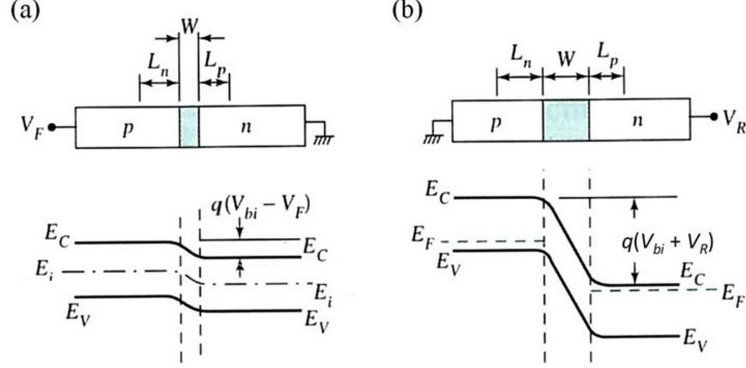 (a)
W
L_n
L_p
V_F
p
n
q(V_bi − V_F)
E_C
E_C
E_i
E_i
E_V
E_V
(b)
L_n
W
L_p
p
n
V_R
E_C
E_F
E_V
q(V_bi + V_R)
E_C
E_F
E_V